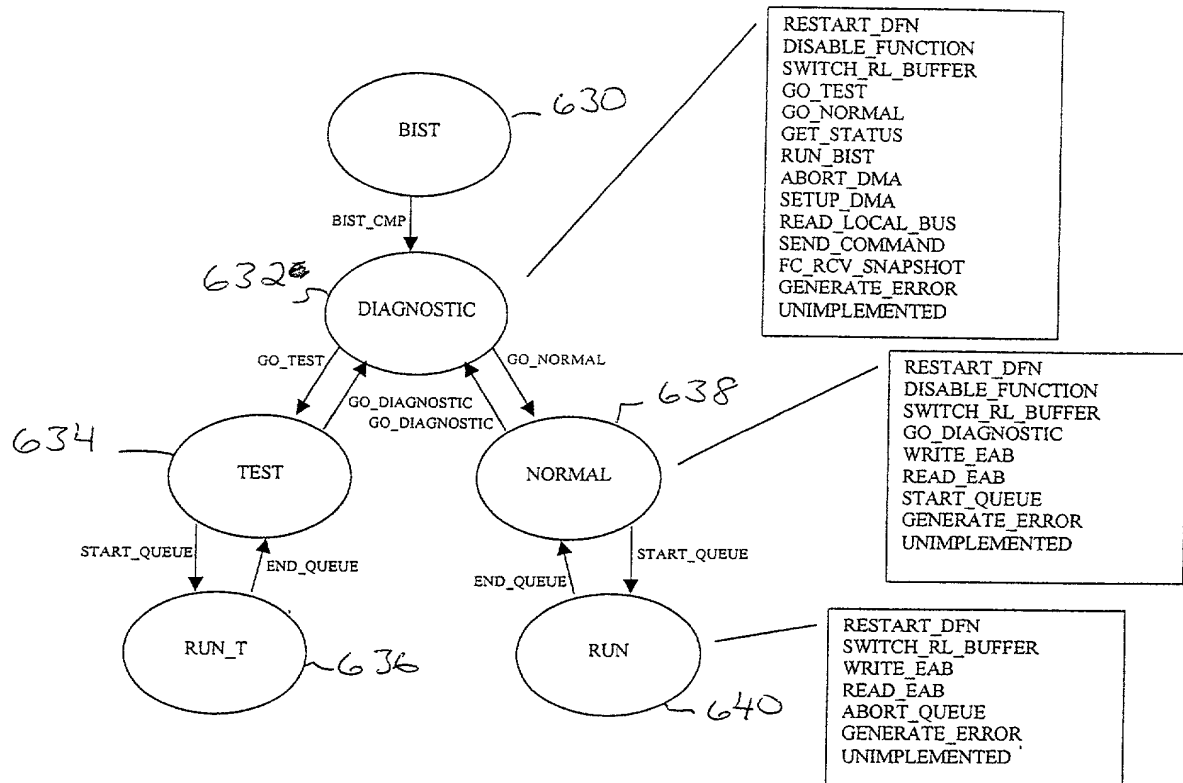 RESTART_DFN
DISABLE_FUNCTION
SWITCH_RL_BUFFER
GO_TEST
GO_NORMAL
GET_STATUS
RUN_BIST
ABORT_DMA
SETUP_DMA
READ_LOCAL_BUS
SEND_COMMAND
FC_RCV_SNAPSHOT
GENERATE_ERROR
UNIMPLEMENTED
630
BIST
BIST_CMP
632
DIAGNOSTIC
GO_TEST
GO_NORMAL
GO_DIAGNOSTIC
GO_DIAGNOSTIC
638
RESTART_DFN
DISABLE_FUNCTION
SWITCH_RL_BUFFER
GO_DIAGNOSTIC
WRITE_EAB
READ_EAB
START_QUEUE
GENERATE_ERROR
UNIMPLEMENTED
634
TEST
NORMAL
START_QUEUE
END_QUEUE
END_QUEUE
START_QUEUE
RUN_T
636
RUN
640
RESTART_DFN
SWITCH_RL_BUFFER
WRITE_EAB
READ_EAB
ABORT_QUEUE
GENERATE_ERROR
UNIMPLEMENTED